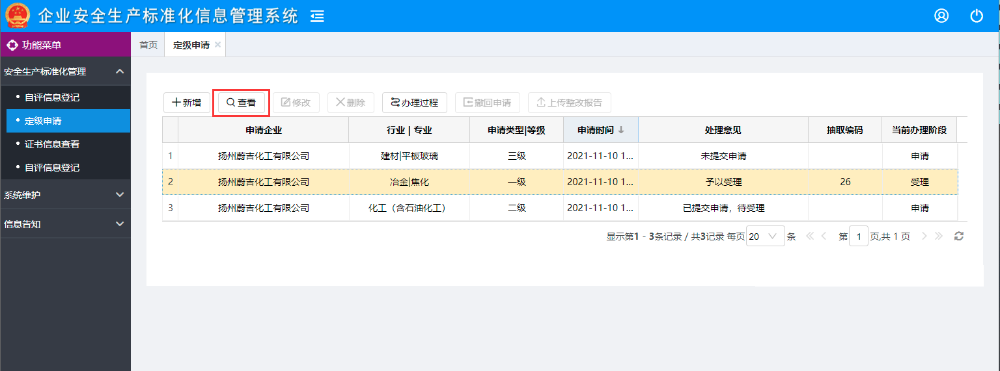 企业安全生产标准化信息管理系统
功能菜单
首页
定级申请
安全生产标准化管理
自评信息登记
定级申请
证书信息查看
自评信息登记
系统维护
信息告知
新增 查看 修改 删除 办理过程 撤回申请 上传整改报告
申请企业 行业 | 专业 申请类型|等级 申请时间 处理意见 抽取编码 当前办理阶段
1 扬州蔚吉化工有限公司 建材|平板玻璃 三级 2021-11-10 1... 未提交申请 申请
2 扬州蔚吉化工有限公司 冶金|焦化 一级 2021-11-10 1... 予以受理 26 受理
3 扬州蔚吉化工有限公司 化工（含石油化工） 二级 2021-11-10 1... 已提交申请，待受理 申请
显示第1 - 3条记录 / 共3记录 每页 20 条 第 1 页,共 1 页